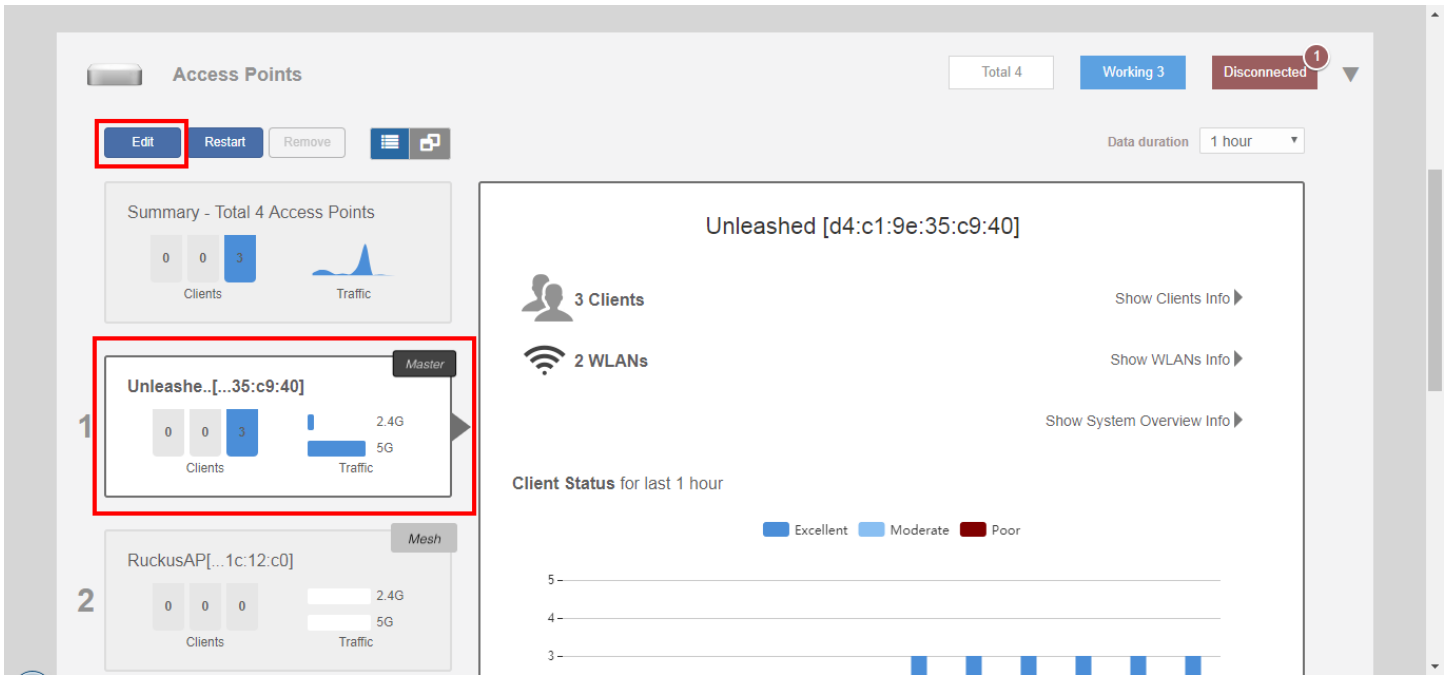 Access Points
Total 4
Working 3
Disconnected
1
Edit
Restart
Remove
Data duration
1 hour
Summary - Total 4 Access Points
0 0 3
Clients
Traffic
Unleashed [d4:c1:9e:35:c9:40]
3 Clients
Show Clients Info
2 WLANs
Show WLANs Info
Show System Overview Info
1
Master
Unleashe..[...35:c9:40]
0 0 3
2.4G
5G
Clients
Traffic
Client Status for last 1 hour
Excellent
Moderate
Poor
5
4
3
2
Mesh
RuckusAP[...1c:12:c0]
0 0 0
2.4G
5G
Clients
Traffic